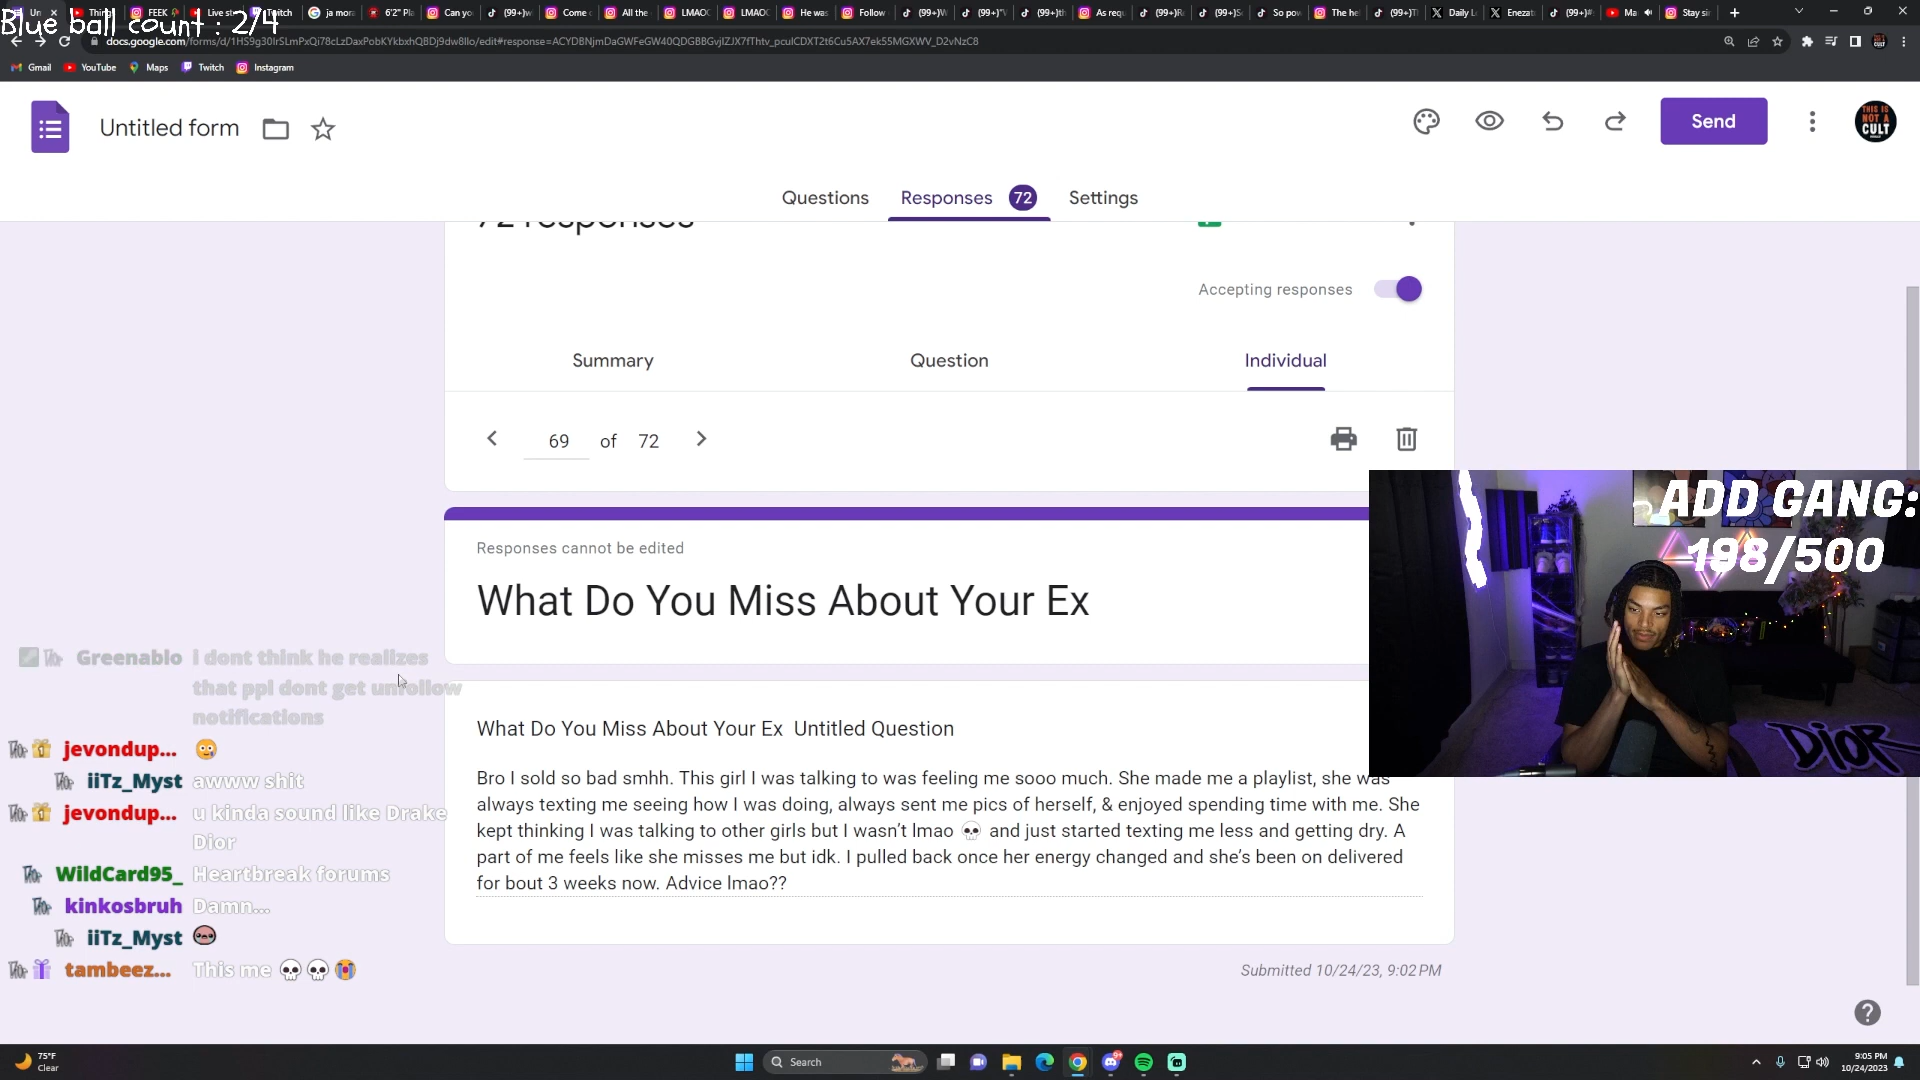 Blue ball count : 2/4
docs.google.com
Gmail YouTube Maps Twitch Instagram
Untitled form
Send
THIS IS NOT A CULT
Questions Responses 72 Settings
72 responses
Accepting responses
Summary Question Individual
69 of 72
ADD GANG:
198/500
Responses cannot be edited
What Do You Miss About Your Ex
What Do You Miss About Your Ex Untitled Question
Bro I sold so bad smhh. This girl I was talking to was feeling me sooo much. She made me a playlist, she was
always texting me seeing how I was doing, always sent me pics of herself, & enjoyed spending time with me. She
kept thinking I was talking to other girls but I wasn't lmao 💀 and just started texting me less and getting dry. A
part of me feels like she misses me but idk. I pulled back once her energy changed and she's been on delivered
for bout 3 weeks now. Advice lmao??
Submitted 10/24/23, 9:02 PM
DIOR
Greenablo I dont think he realizes
that ppl dont get unfollow
notifications
jevondup...
iiTz_Myst awww shit
jevondup... u kinda sound like Drake
Dior
WildCard95_ Heartbreak forums
kinkosbruh Damn...
iiTz_Myst
tambeez... This me 💀💀😭
75°F
Clear
Search
9:05 PM
10/24/2023